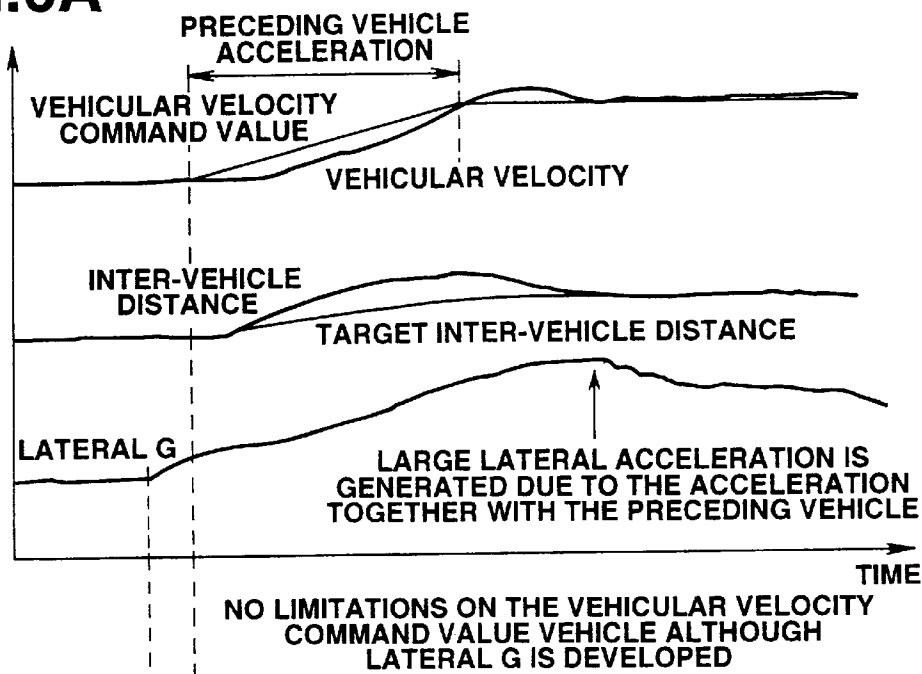 PRECEDING VEHICLE
ACCELERATION
VEHICULAR VELOCITY
COMMAND VALUE
VEHICULAR VELOCITY
INTER-VEHICLE
DISTANCE
TARGET INTER-VEHICLE DISTANCE
LATERAL G
LARGE LATERAL ACCELERATION IS
GENERATED DUE TO THE ACCELERATION
TOGETHER WITH THE PRECEDING VEHICLE
TIME
NO LIMITATIONS ON THE VEHICULAR VELOCITY
COMMAND VALUE VEHICLE ALTHOUGH
LATERAL G IS DEVELOPED